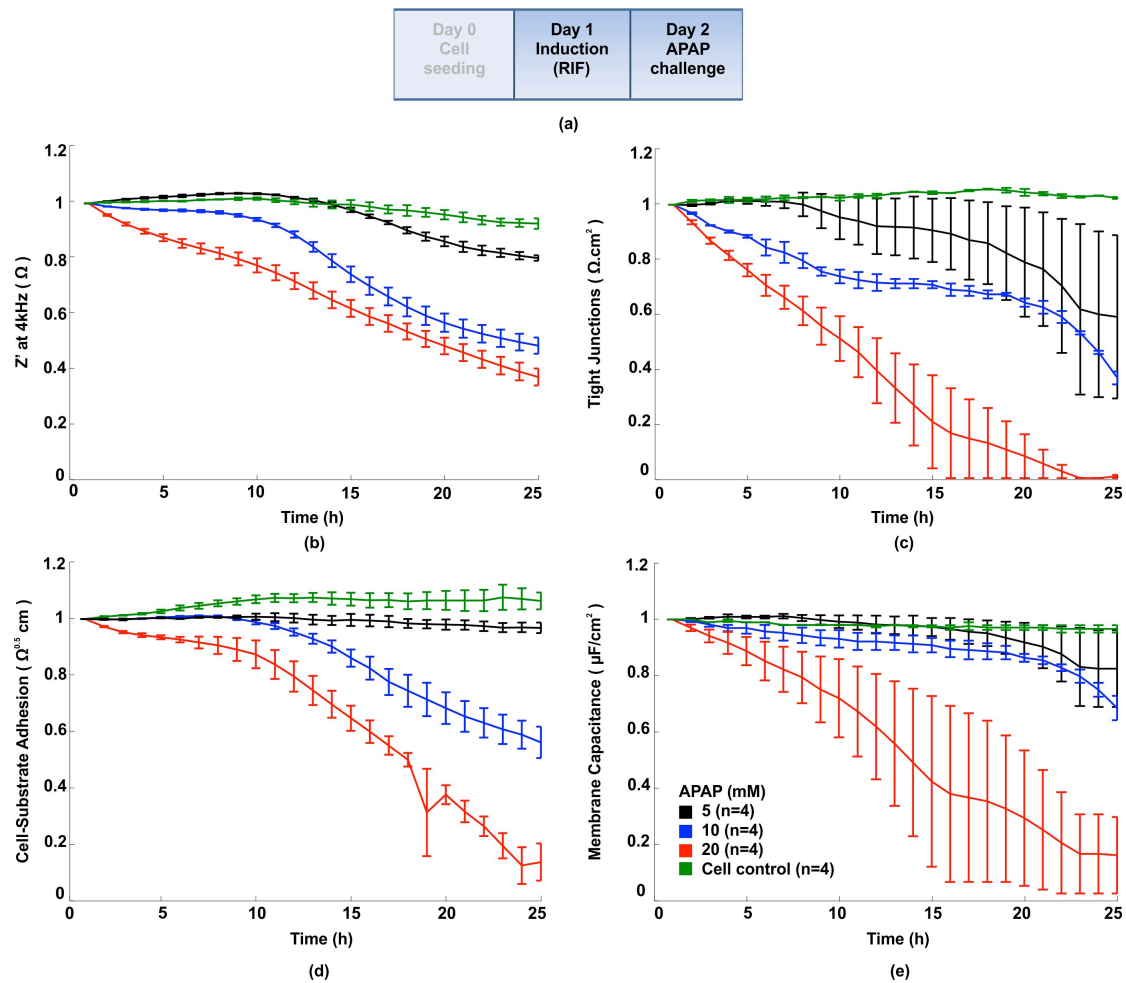 Day 0
Cell
seeding
Day 1
Induction
(RIF)
Day 2
APAP
challenge
(a)
1.2
1
0.8
0.6
0.4
0.2
0
Z' at 4kHz ( Ω )
0
5
10
15
20
25
Time (h)
(b)
1.2
1
0.8
0.6
0.4
0.2
0
Tight Junctions ( Ω.cm²)
0
5
10
15
20
25
Time (h)
(c)
1.2
1
0.8
0.6
0.4
0.2
0
Cell-Substrate Adhesion ( Ω⁰·⁵ cm)
0
5
10
15
20
25
Time (h)
(d)
1.2
1
0.8
0.6
0.4
0.2
0
Membrane Capacitance ( µF/cm²)
APAP (mM)
5 (n=4)
10 (n=4)
20 (n=4)
Cell control (n=4)
0
5
10
15
20
25
Time (h)
(e)